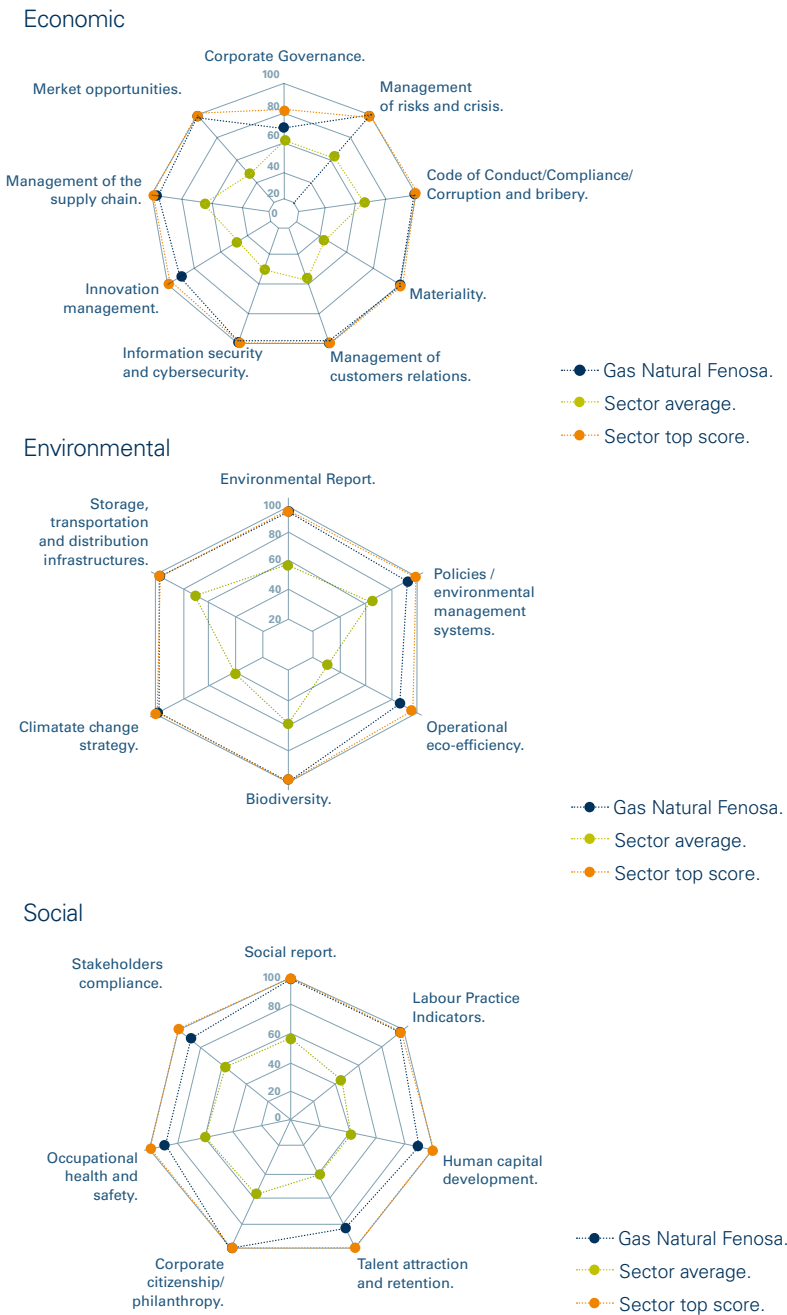 Economic
Corporate Governance.
Management
of risks and crisis.
Code of Conduct/Compliance/
Corruption and bribery.
Materiality.
Management of
customers relations.
Information security
and cybersecurity.
Innovation
management.
Management of the
supply chain.
Merket opportunities.
100
80
60
40
20
0
Gas Natural Fenosa.
Sector average.
Sector top score.
Environmental
Environmental Report.
Policies /
environmental
management
systems.
Operational
eco-efficiency.
Biodiversity.
Climatate change
strategy.
Storage,
transportation
and distribution
infrastructures.
100
80
60
40
20
Gas Natural Fenosa.
Sector average.
Sector top score.
Social
Social report.
Labour Practice
Indicators.
Human capital
development.
Talent attraction
and retention.
Corporate
citizenship/
philanthropy.
Occupational
health and
safety.
Stakeholders
compliance.
100
80
60
40
20
0
Gas Natural Fenosa.
Sector average.
Sector top score.